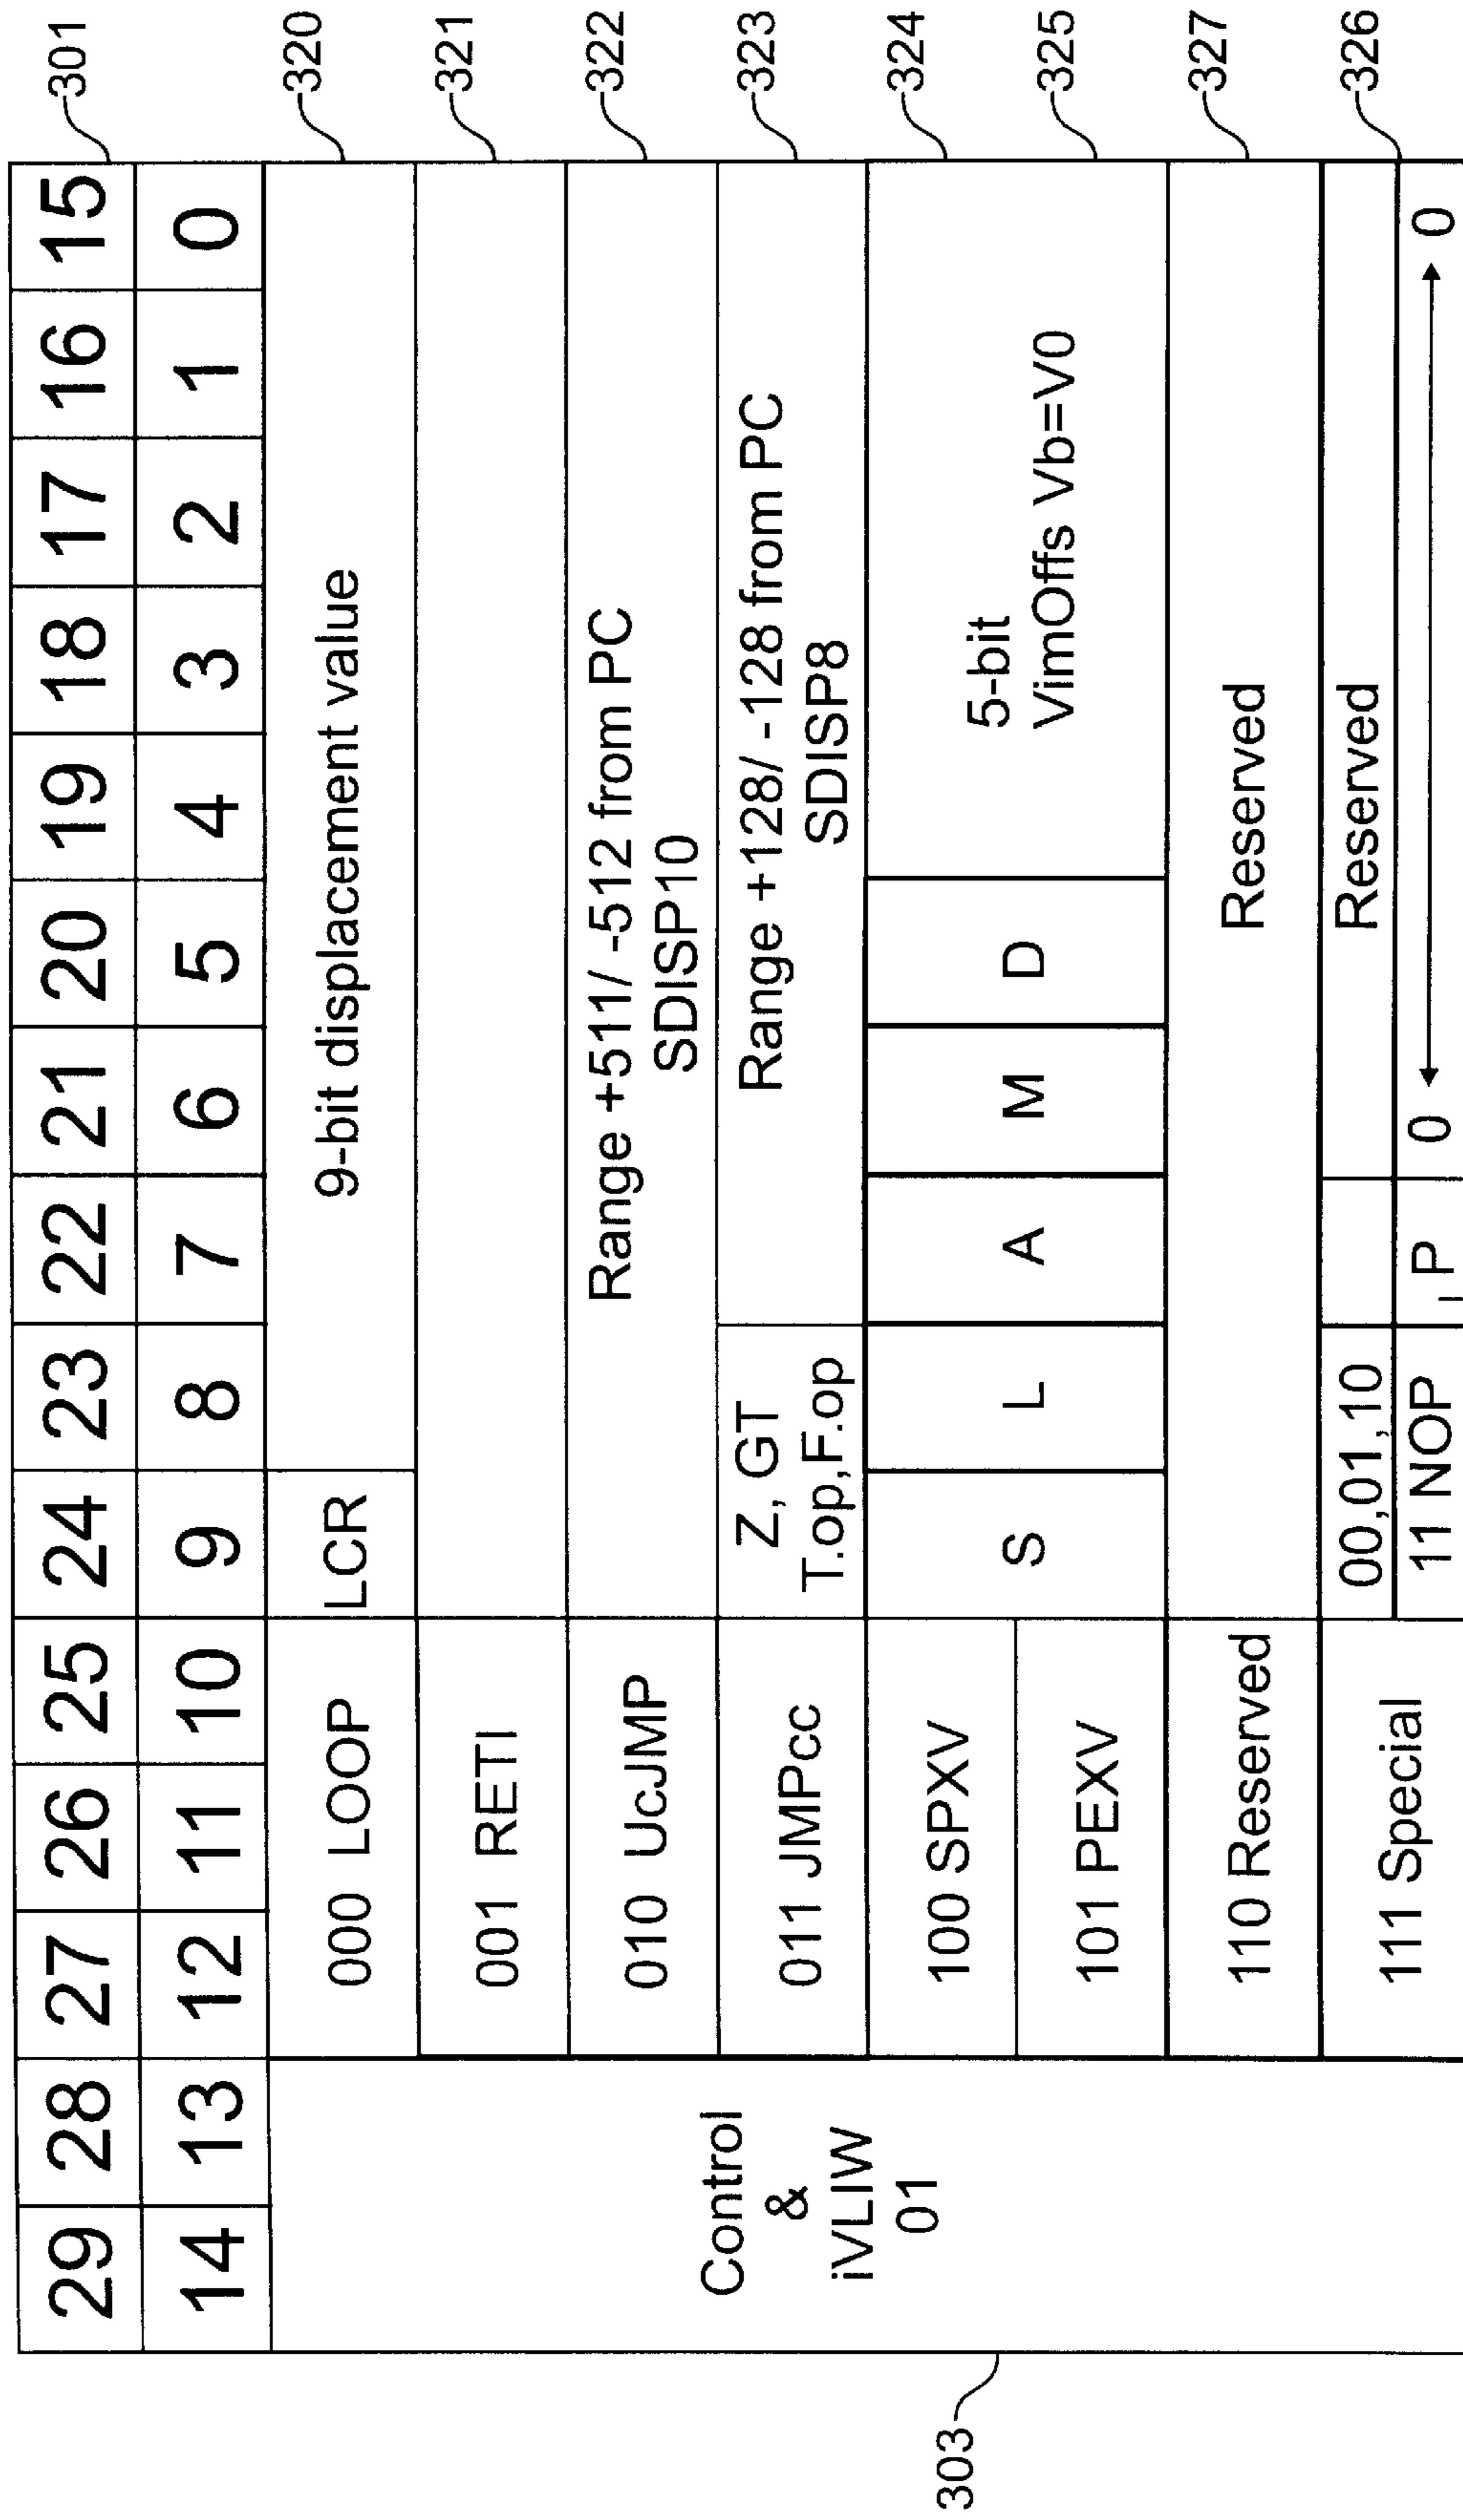 29 28 27 26 25 24 23 22 21 20 19 18 17 16 15 301
14 13 12 11 10 9 8 7 6 5 4 3 2 1 0
000 LOOP LCR 9-bit displacement value 320
001 RETI 321
010 UcJMP Range +511/ -512 from PC 322
SDISP10
011 JMPcc Z, GT Range +128/ -128 from PC 323
T.op,F.op SDISP8
Control
&
iVLIW
01
303
100 SPXV 324
S L A M D
5-bit
VimOffs Vb=V0
101 PEXV 325
110 Reserved Reserved 327
111 Special 00,01,10 Reserved 326
11 NOP P 0 0